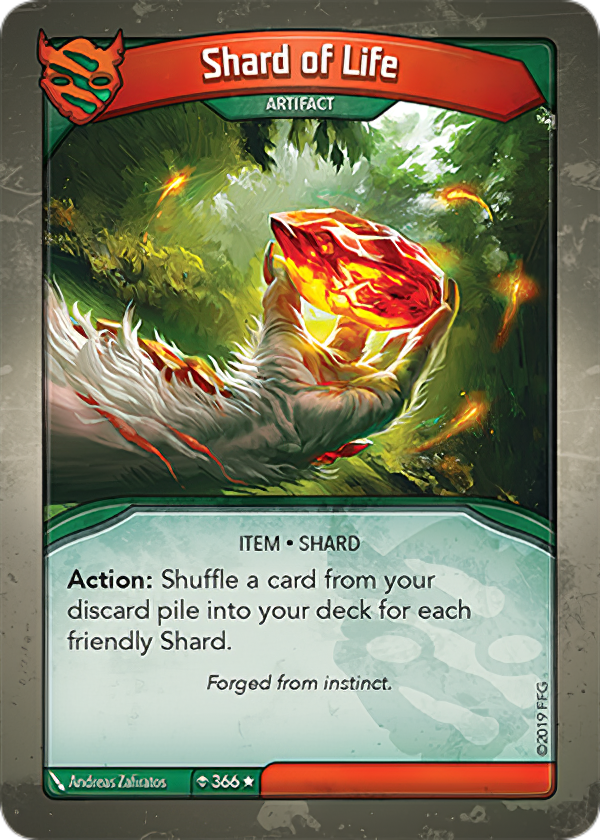 Shard of Life
ARTIFACT
ITEM • SHARD
Action: Shuffle a card from your
discard pile into your deck for each
friendly Shard.
Forged from instinct.
©2019 FFG
Andreas Zafiratos
366